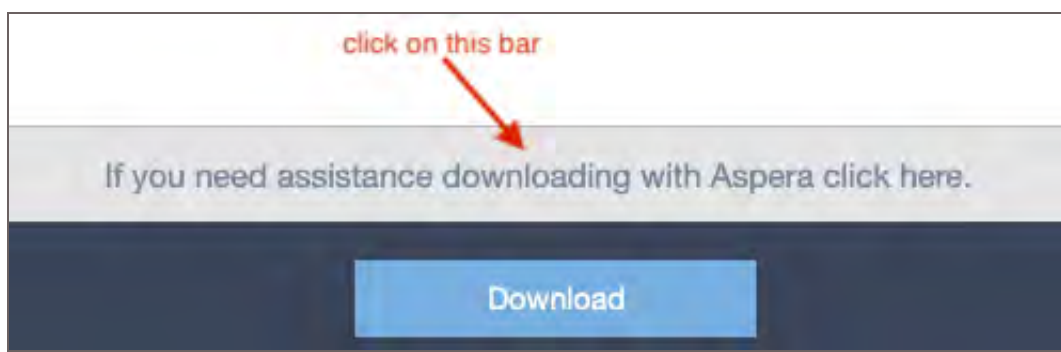 click on this bar
If you need assistance downloading with Aspera click here.
Download